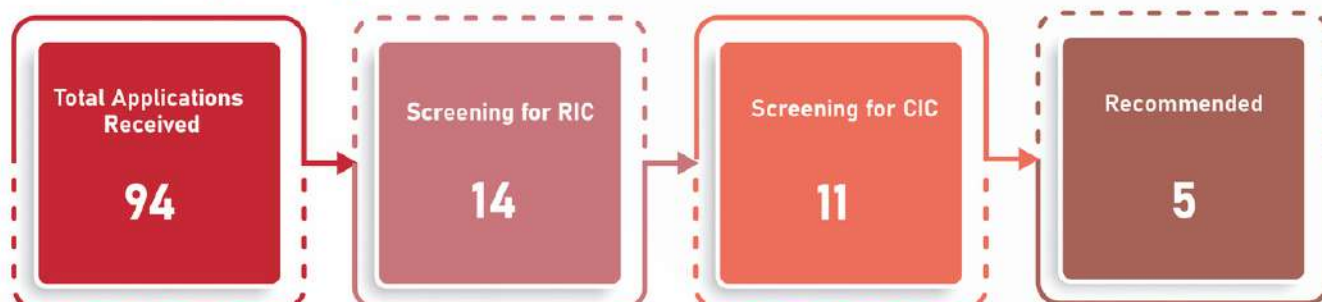 Total Applications
Received
94
Screening for RIC
14
Screening for CIC
11
Recommended
5